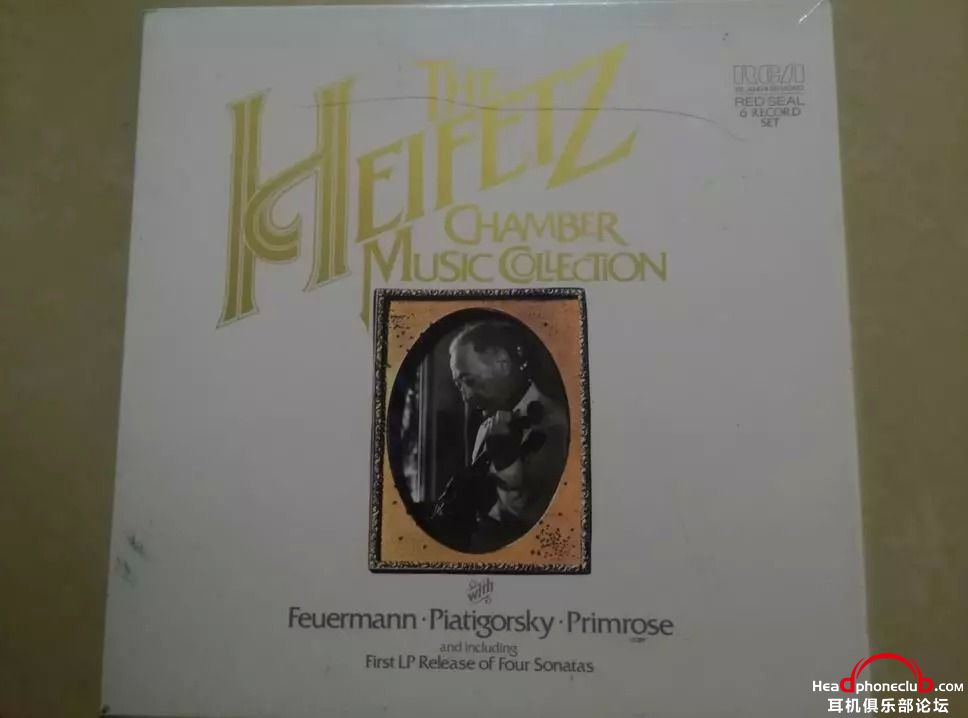 THE
HEIFETZ
CHAMBER
MUSIC COLLECTION
RCA
RED SEAL
6 RECORD
SET
with
Feuermann · Piatigorsky · Primrose
and including
First LP Release of Four Sonatas
Headphoneclub.com
耳机俱乐部论坛